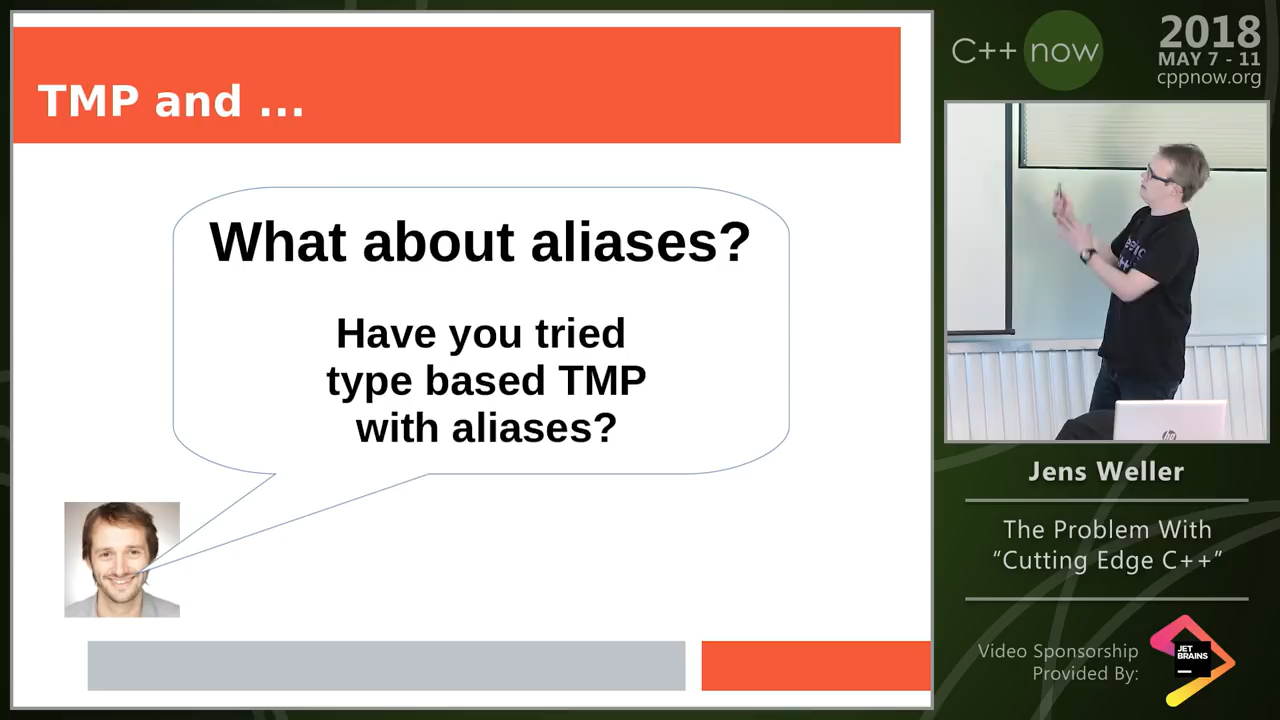 TMP and ...
What about aliases?
Have you tried
type based TMP
with aliases?
C++ now
2018
MAY 7 - 11
cppnow.org
Jens Weller
The Problem With
“Cutting Edge C++”
Video Sponsorship
Provided By:
JET
BRAINS
hp